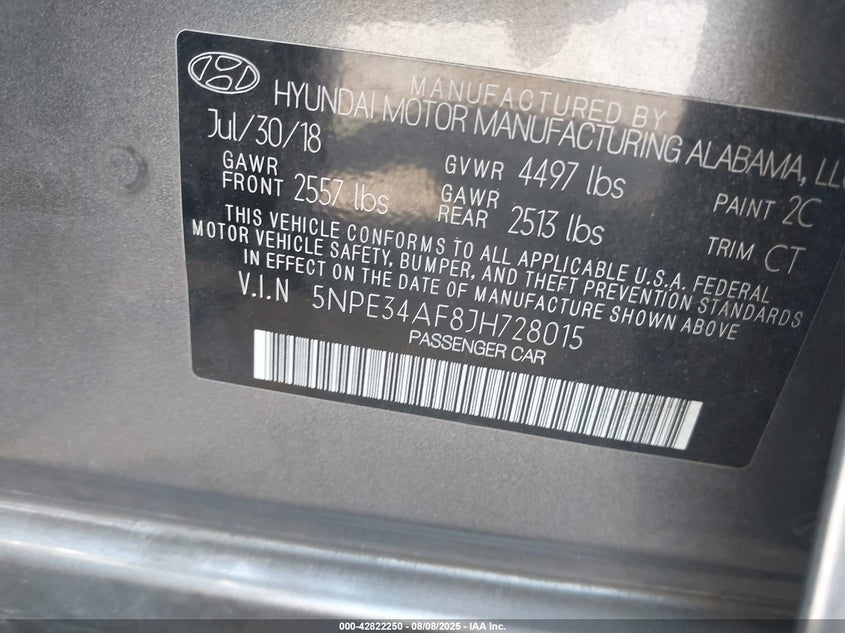 MANUFACTURED BY
HYUNDAI MOTOR MANUFACTURING ALABAMA, LLC
Jul/30/18
GAWR FRONT 2557 lbs
GVWR 4497 lbs
GAWR REAR 2513 lbs
PAINT 2C
TRIM CT
THIS VEHICLE CONFORMS TO ALL APPLICABLE U.S.A. FEDERAL
MOTOR VEHICLE SAFETY, BUMPER, AND THEFT PREVENTION STANDARDS
IN EFFECT ON THE DATE OF MANUFACTURE SHOWN ABOVE
V.I.N 5NPE34AF8JH728015
PASSENGER CAR
000-42822250 - 08/08/2025 - IAA Inc.